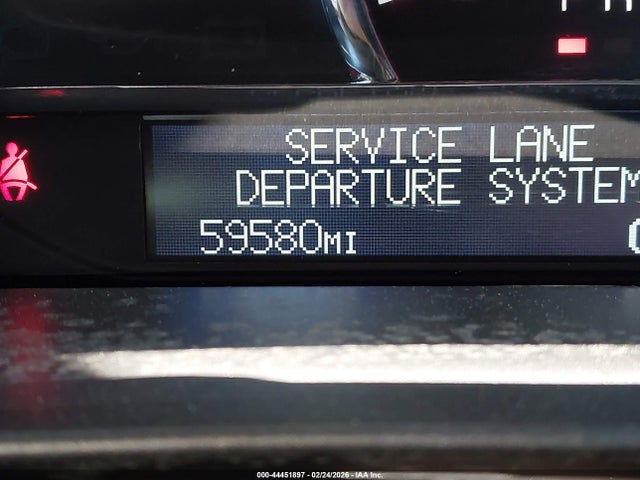 SERVICE LANE
DEPARTURE SYSTEM
59580MI
000-44451897 - 02/24/2026 - IAA Inc.